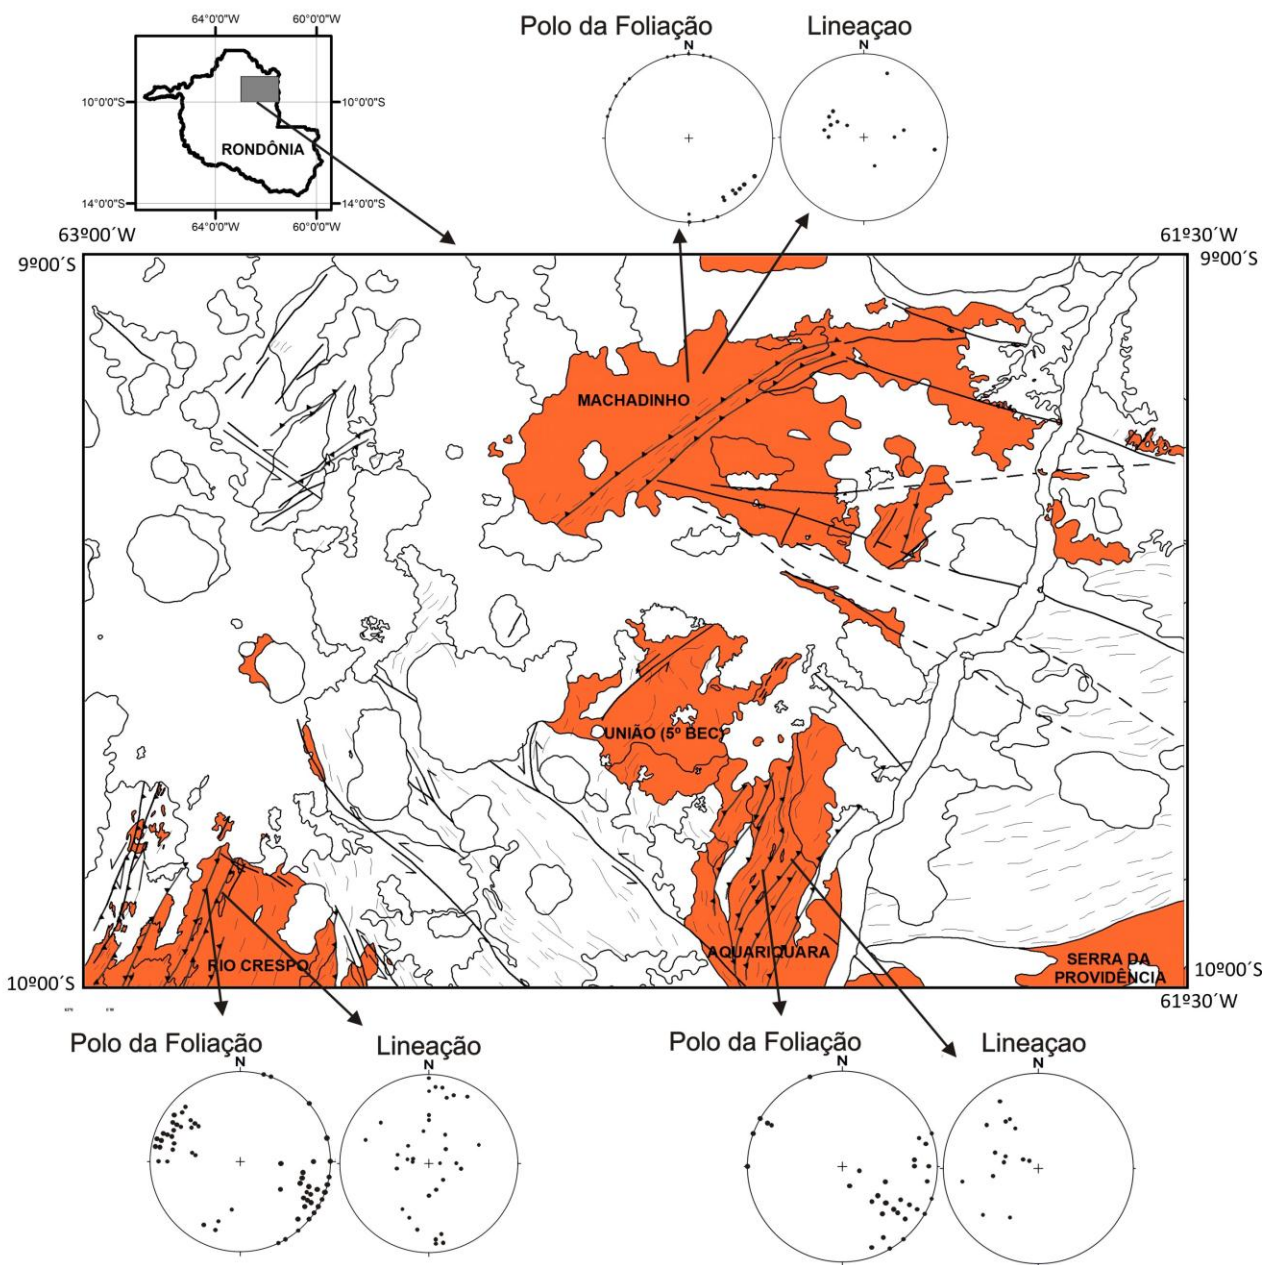 64°0'0"W 60°0'0"W
10°0'0"S 10°0'0"S
RONDÔNIA
14°0'0"S 14°0'0"S
64°0'0"W 60°0'0"W
Polo da Foliação Lineaçao
N N
63º00´W 61º30´W
9º00´S 9º00´S
MACHADINHO
UNIÃO (5º BEC)
RIO CRESPO
AQUARIQUARA
SERRA DA
PROVIDÊNCIA
10º00´S 10º00´S
61º30´W
Polo da Foliação Lineaçao
N N
Polo da Foliação Lineaçao
N N